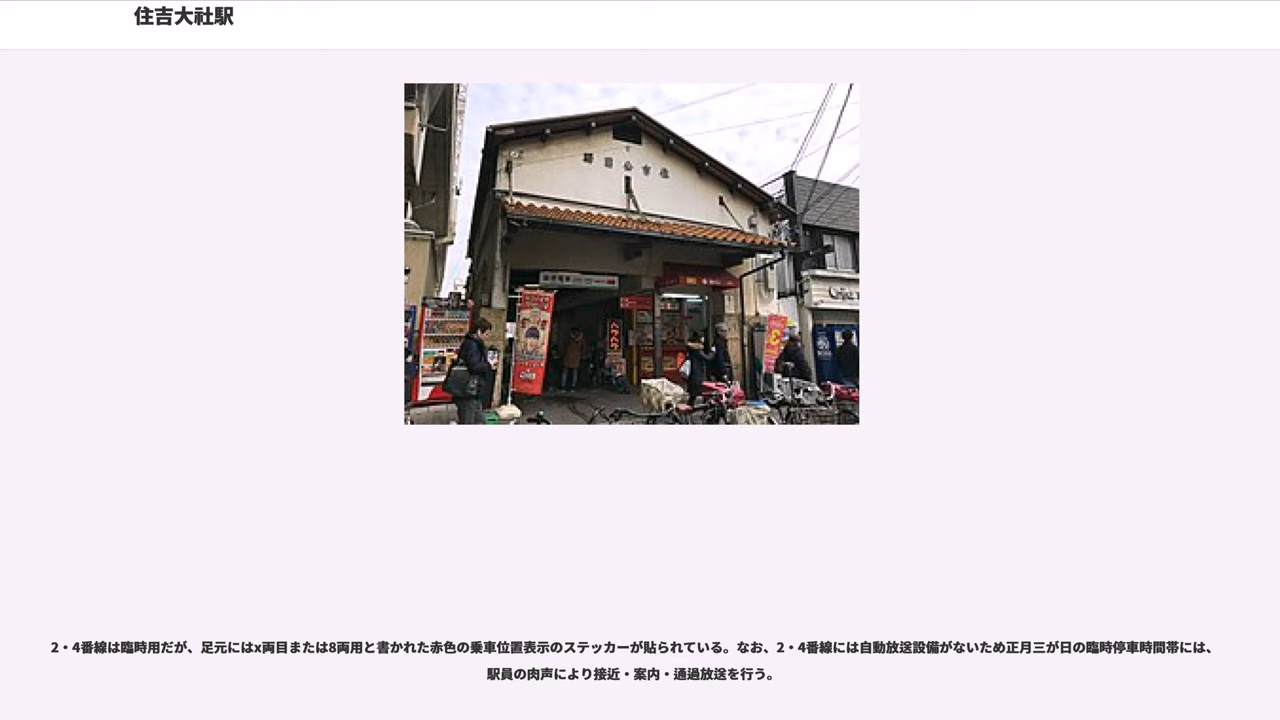 住吉大社駅
2・4番線は臨時用だが、足元にはx両目または8両用と書かれた赤色の乗車位置表示のステッカーが貼られている。なお、2・4番線には自動放送設備がないため正月三が日の臨時停車時間帯には、
駅員の肉声により接近・案内・通過放送を行う。